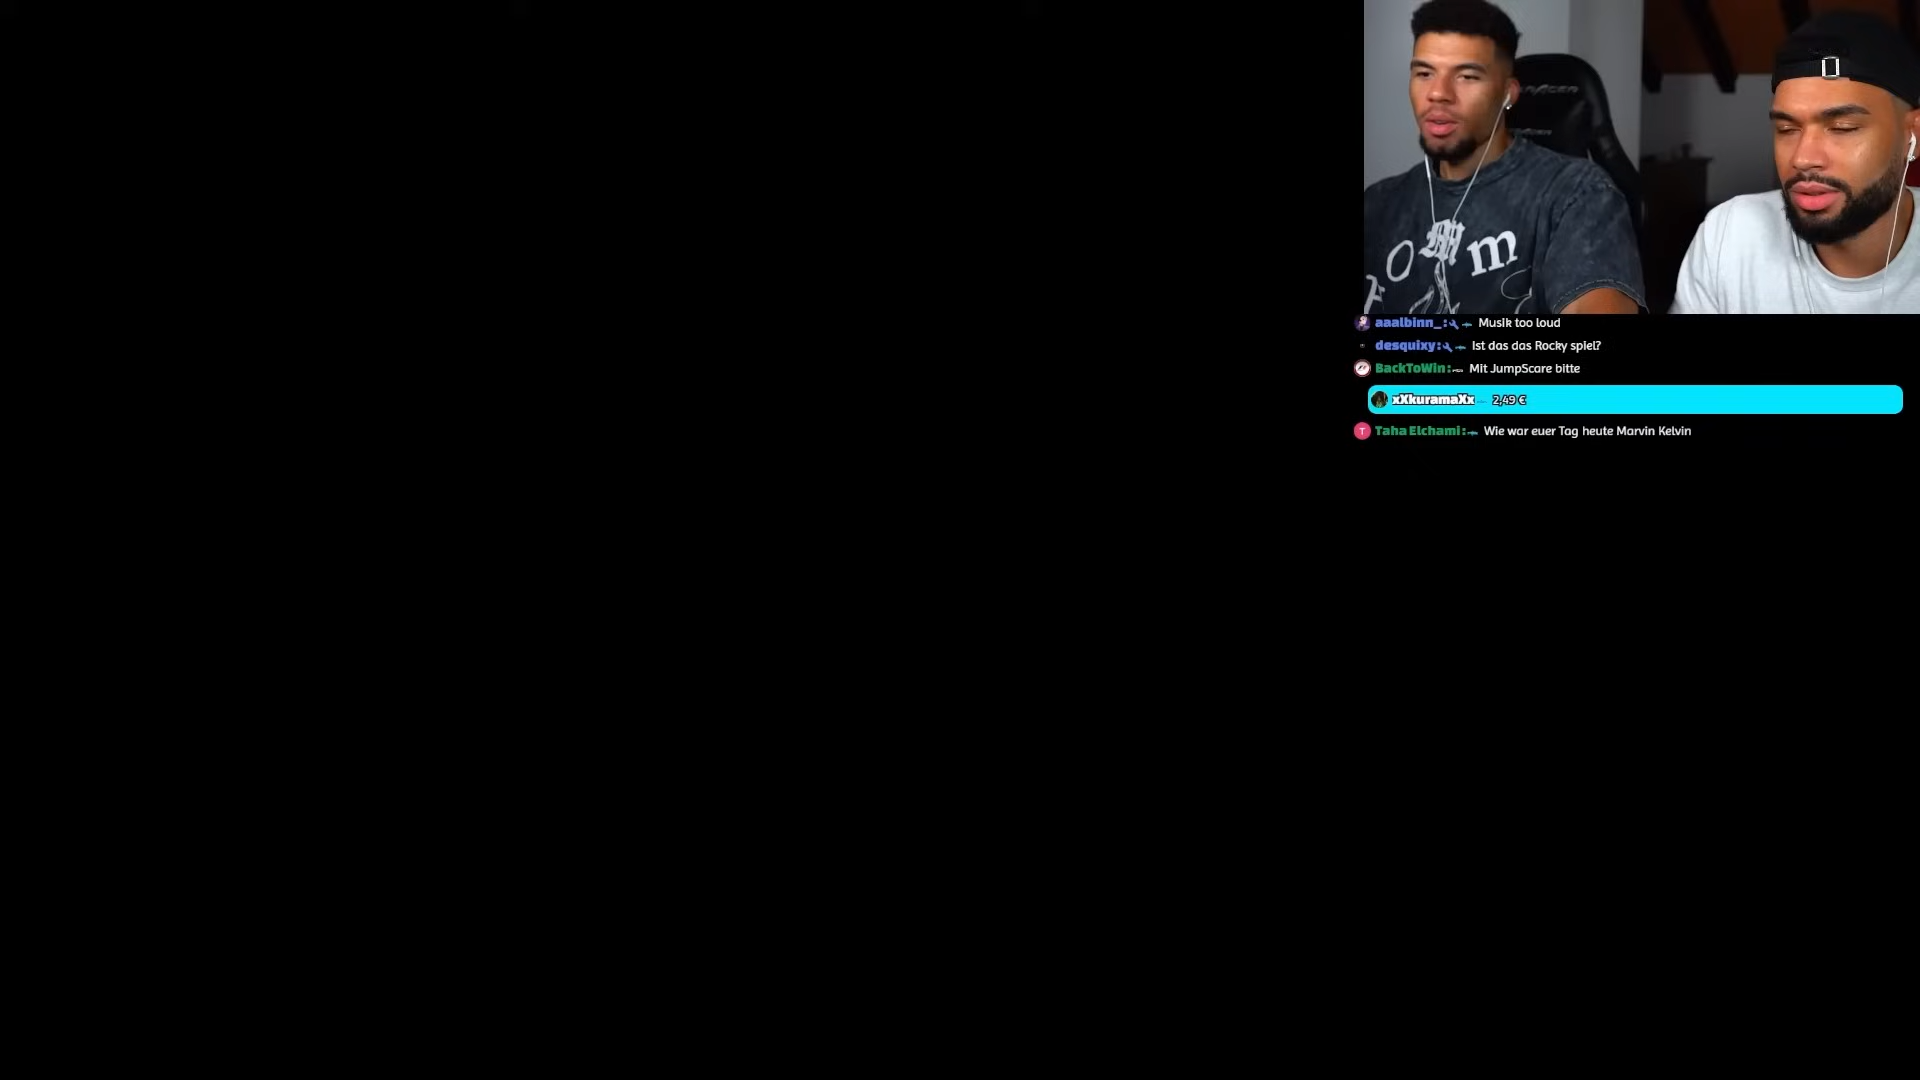 aaalbinn_: Musik too loud
desquixy: Ist das das Rocky spiel?
BackToWin: Mit JumpScare bitte
xXkuramaXx 2,49 €
T Taha Elchami: Wie war euer Tag heute Marvin Kelvin
m